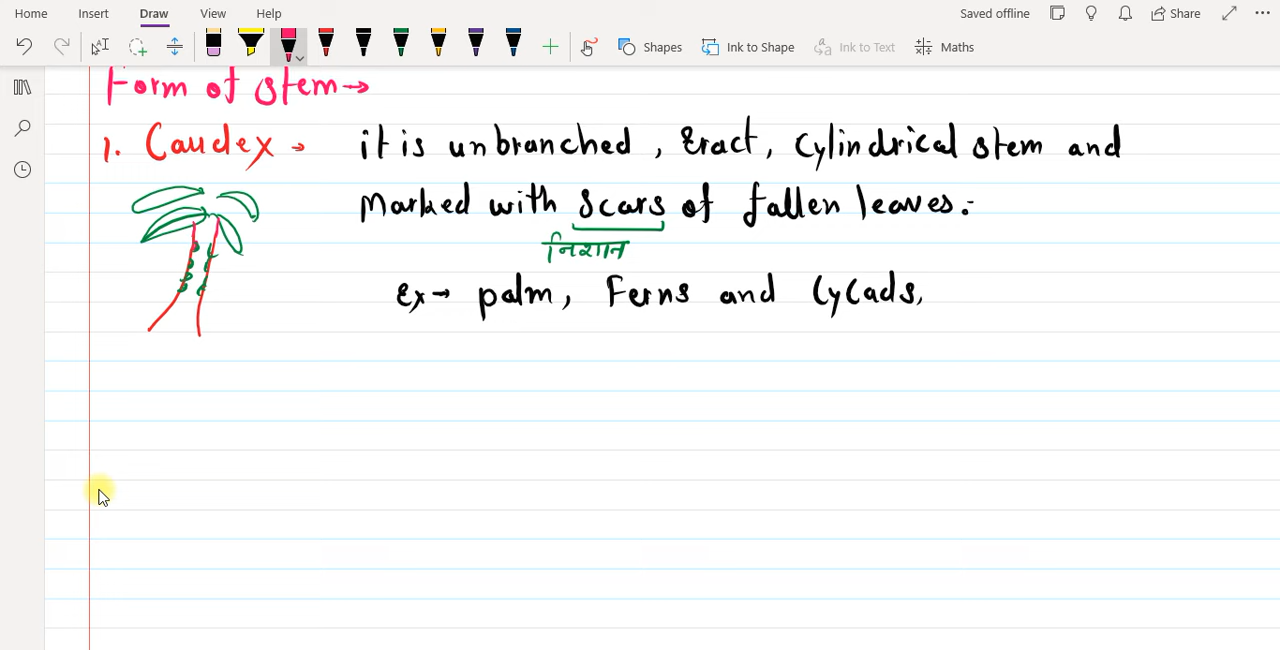 Home Insert Draw View Help Saved offline Share
Shapes Ink to Shape Ink to Text Maths
Form of stem→
1. Caudex → it is unbranched, Eract, Cylindrical stem and
Marked with scars of fallen leaves.
निशान
Ex→ palm, Ferns and Cycads,